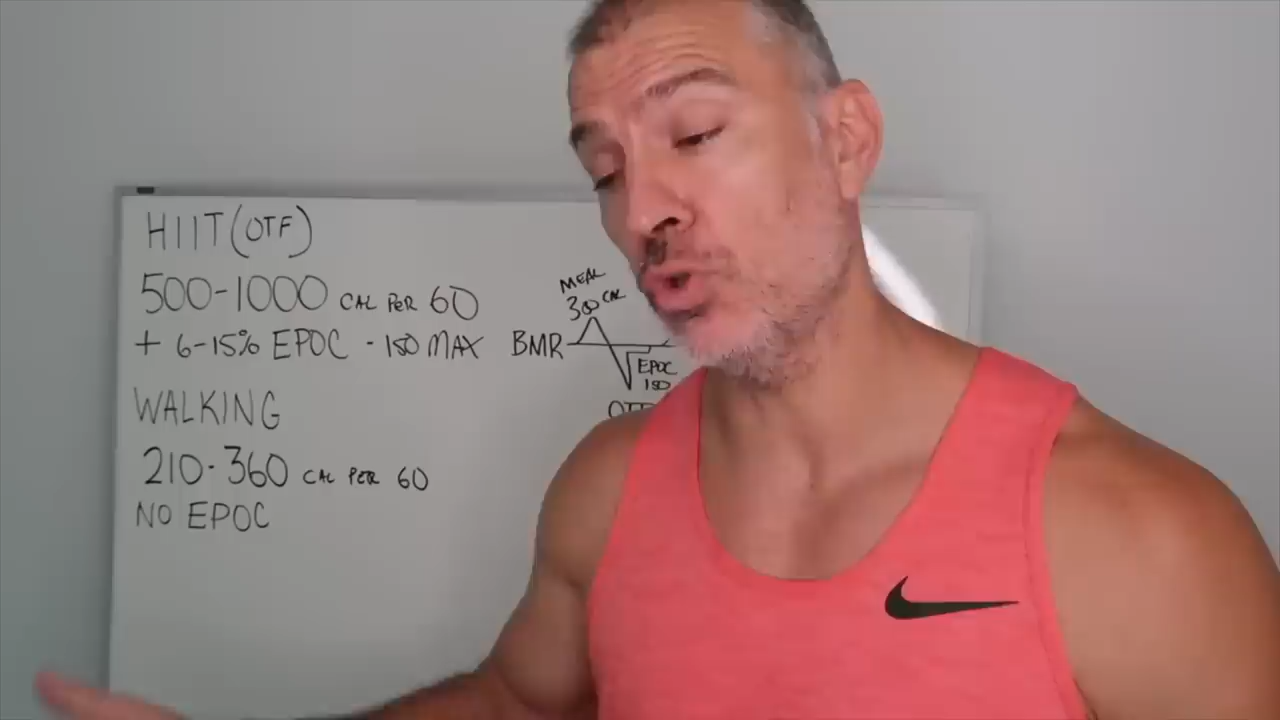 HIIT (OTF)
500-1000 CAL PER 60
+ 6-15% EPOC - 150 MAX
WALKING
210-360 CAL PER 60
NO EPOC
MEAL
300 CAL
BMR
EPOC
150